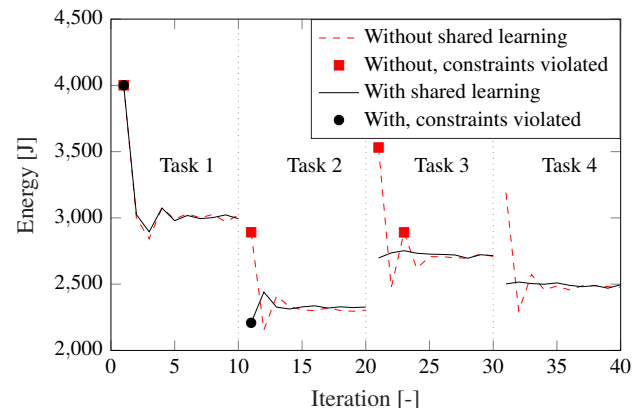 4,500
4,000
3,500
3,000
2,500
2,000
Energy [J]
Without shared learning
Without, constraints violated
With shared learning
With, constraints violated
Task 1
Task 2
Task 3
Task 4
0
5
10
15
20
25
30
35
40
Iteration [-]